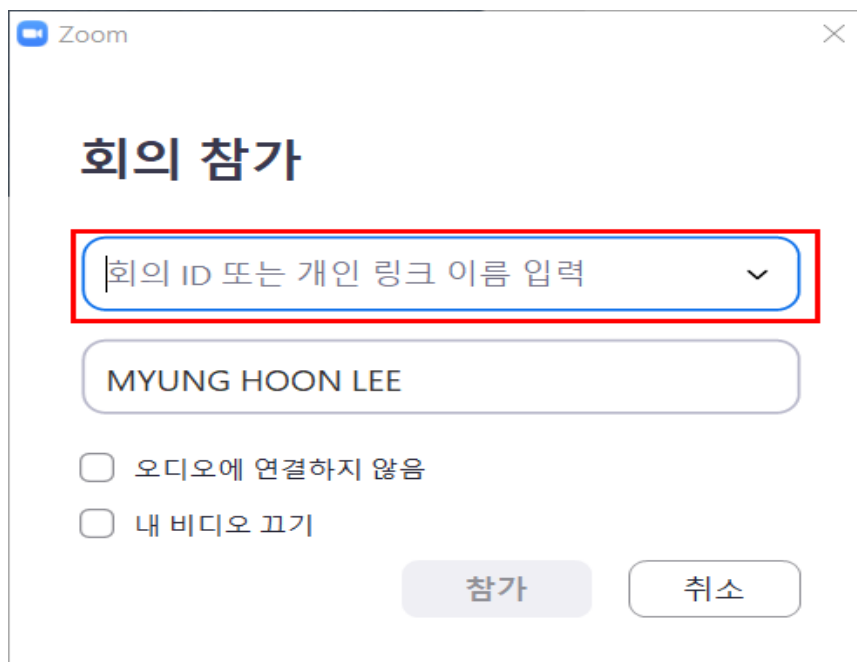 Zoom
회의 참가
회의 ID 또는 개인 링크 이름 입력
MYUNG HOON LEE
오디오에 연결하지 않음
내 비디오 끄기
참가 취소